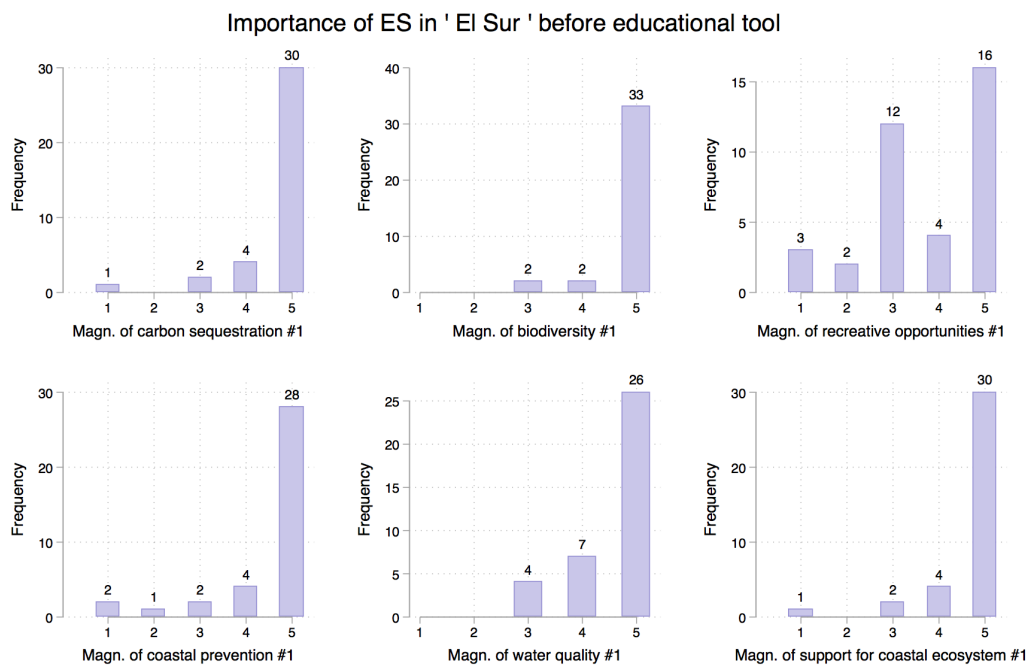 Importance of ES in ' El Sur ' before educational tool
Frequency
30
20
10
0
1
2
4
30
1 2 3 4 5
Magn. of carbon sequestration #1
Frequency
40
30
20
10
0
2
2
33
1 2 3 4 5
Magn. of biodiversity #1
Frequency
15
10
5
0
3
2
12
4
16
1 2 3 4 5
Magn. of recreative opportunities #1
Frequency
30
20
10
0
2
1
2
4
28
1 2 3 4 5
Magn. of coastal prevention #1
Frequency
25
20
15
10
5
0
4
7
26
1 2 3 4 5
Magn. of water quality #1
Frequency
30
20
10
0
1
2
4
30
1 2 3 4 5
Magn. of support for coastal ecosystem #1